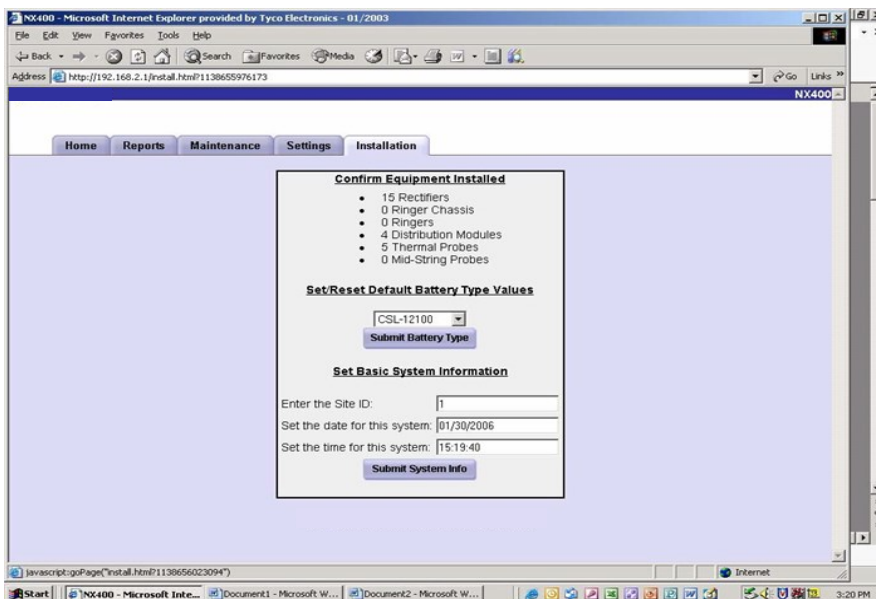 NX400 - Microsoft Internet Explorer provided by Tyco Electronics - 01/2003
File Edit View Favorites Tools Help
Back Search Favorites Media
Address http://192.168.2.1/install.html?1138655976173 Go Links »
NX400
Home Reports Maintenance Settings Installation
Confirm Equipment Installed
• 15 Rectifiers
• 0 Ringer Chassis
• 0 Ringers
• 4 Distribution Modules
• 5 Thermal Probes
• 0 Mid-String Probes
Set/Reset Default Battery Type Values
CSL-12100
Submit Battery Type
Set Basic System Information
Enter the Site ID: 1
Set the date for this system: 01/30/2006
Set the time for this system: 15:19:40
Submit System Info
javascript:goPage("install.html?1138656023094") Internet
Start NX400 - Microsoft Inte... Document1 - Microsoft W... Document2 - Microsoft W... 3:20 PM